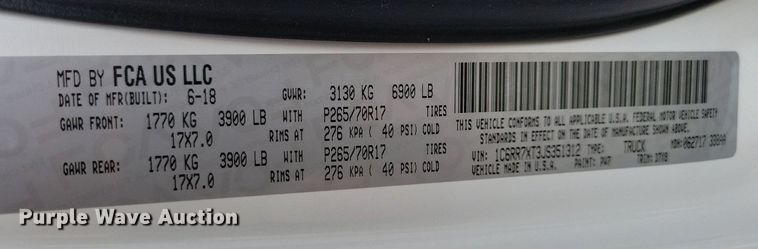 MFD BY FCA US LLC
DATE OF MFR(BUILT): 6-18 GVWR: 3130 KG 6900 LB
GAWR FRONT: 1770 KG 3900 LB WITH P265/70R17 TIRES
17X7.0 RIMS AT 276 KPA ( 40 PSI) COLD
GAWR REAR: 1770 KG 3900 LB WITH P265/70R17 TIRES
17X7.0 RIMS AT 276 KPA ( 40 PSI) COLD
THIS VEHICLE CONFORMS TO ALL APPLICABLE U.S.A. FEDERAL MOTOR VEHICLE SAFETY
STANDARDS IN EFFECT ON THE DATE OF MANUFACTURE SHOWN ABOVE.
VIN: 1C6RR7XT3JS351312 TYPE: TRUCK MDH: 062717
VEHICLE MADE IN U.S.A. PAINT: PW7 TRIM:
Purple Wave Auction